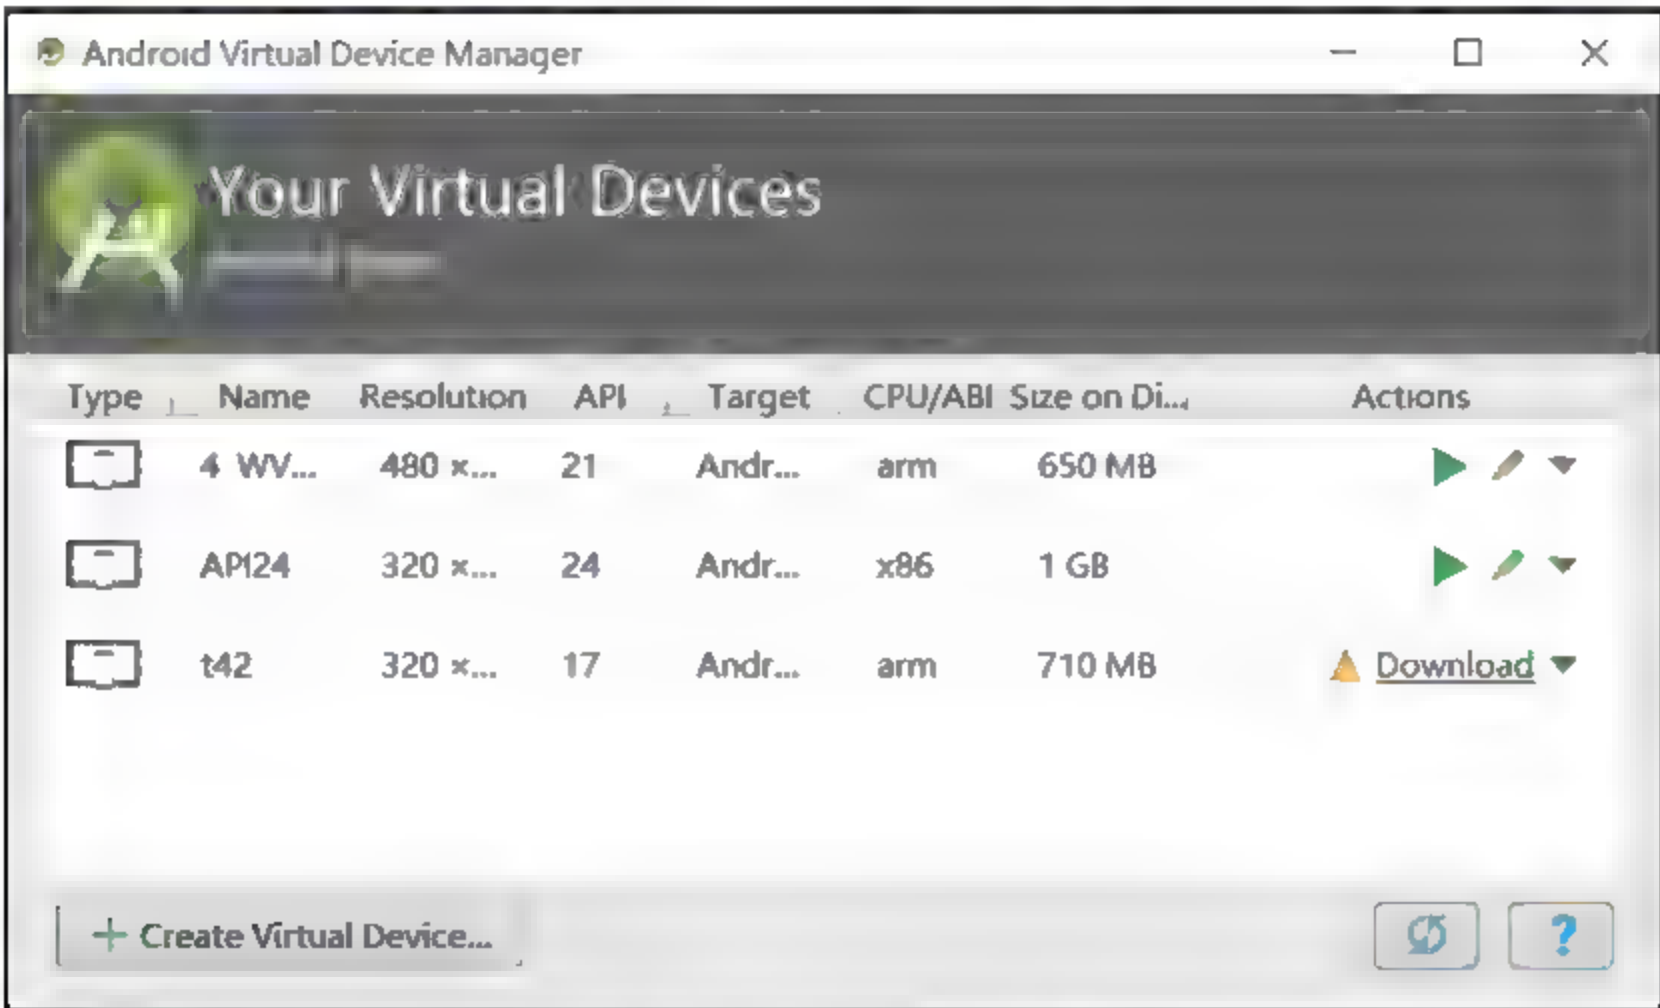 Android Virtual Device Manager
Your Virtual Devices
Type Name Resolution API Target CPU/ABI Size on Di...
Actions
4 WV... 480 ×... 21 Andr... arm 650 MB
API24 320 ×... 24 Andr... x86 1 GB
t42 320 ×... 17 Andr... arm 710 MB Download
+ Create Virtual Device...
?